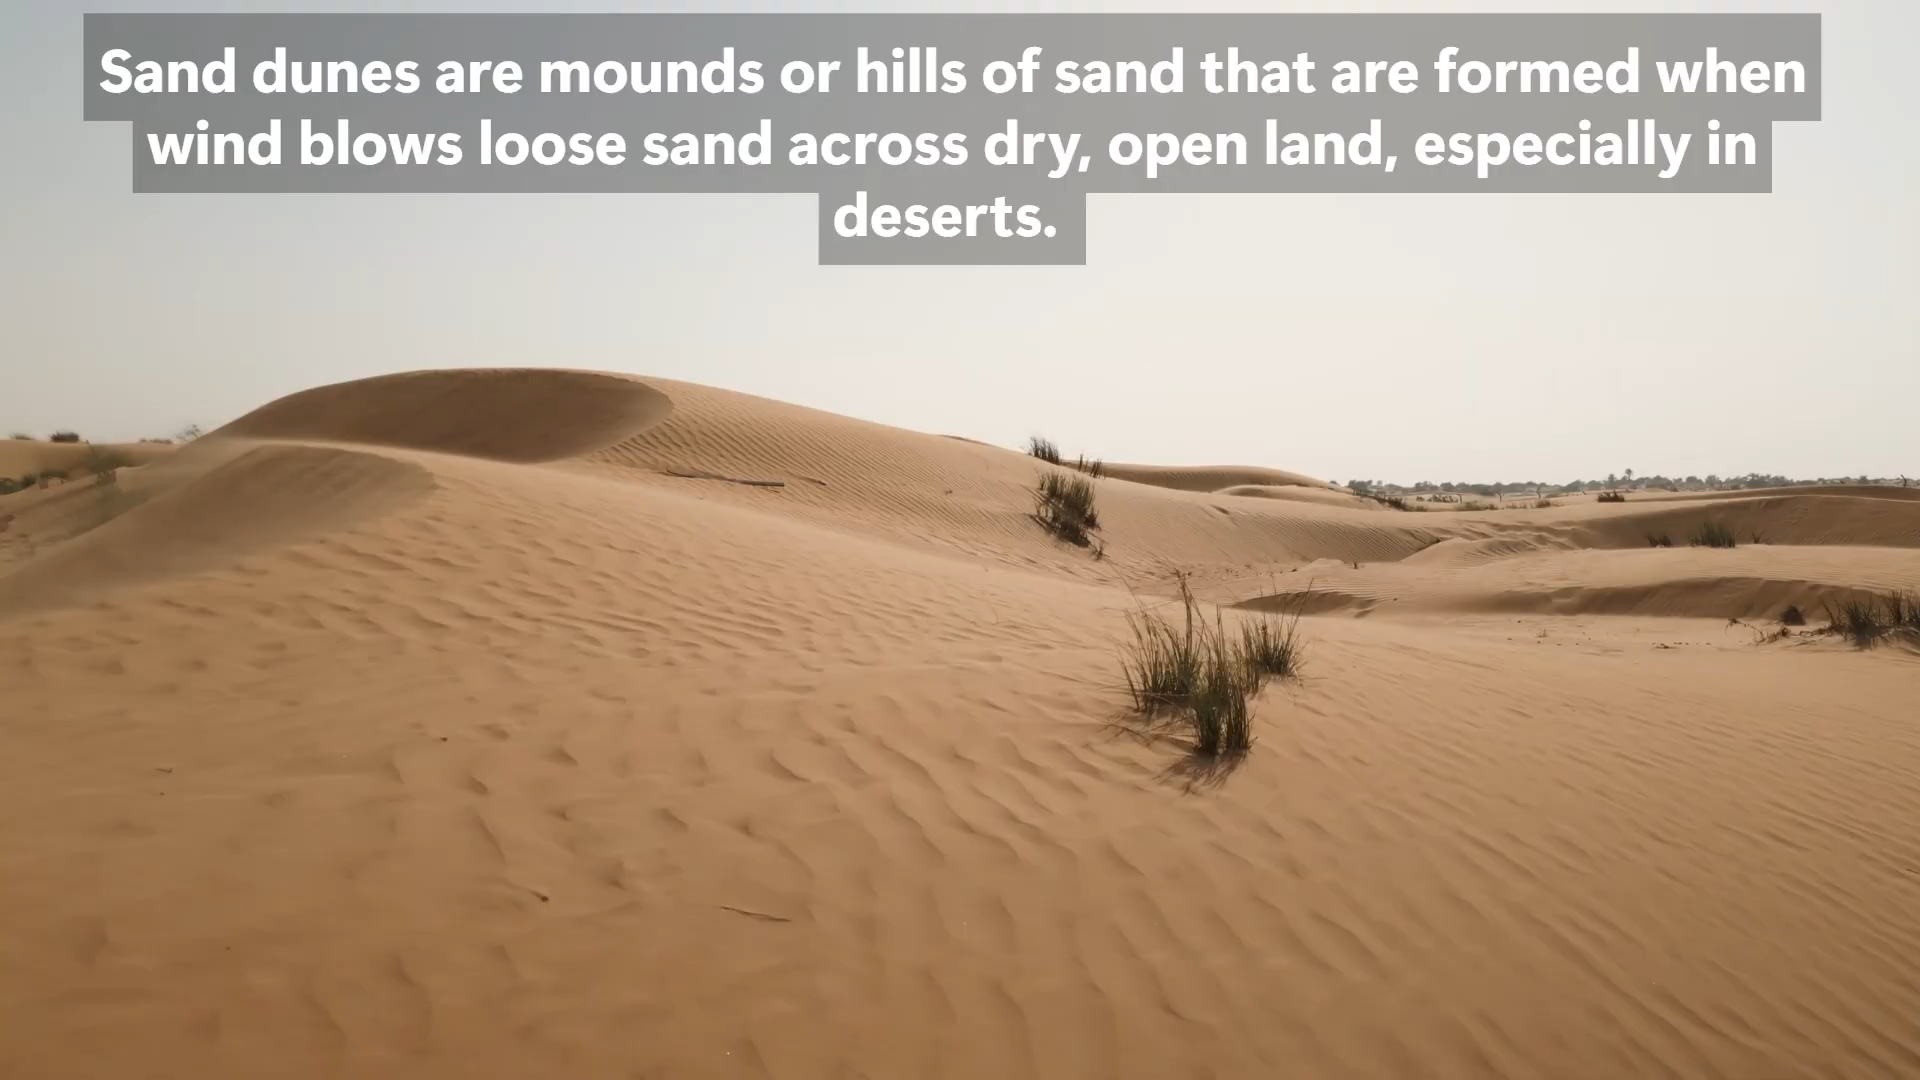 Sand dunes are mounds or hills of sand that are formed when
wind blows loose sand across dry, open land, especially in
deserts.